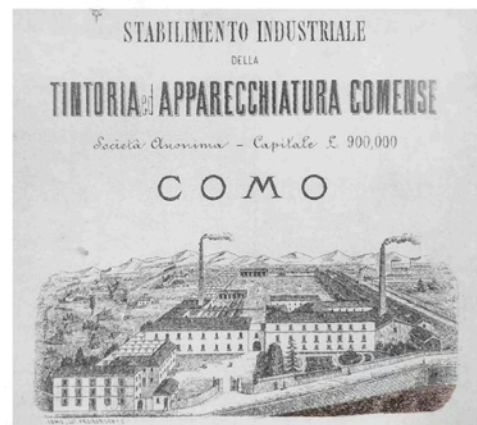 STABILIMENTO INDUSTRIALE
DELLA
TINTORIA ed APPARECCHIATURA COMENSE
Società Anonima - Capitale £ 900,000
COMO